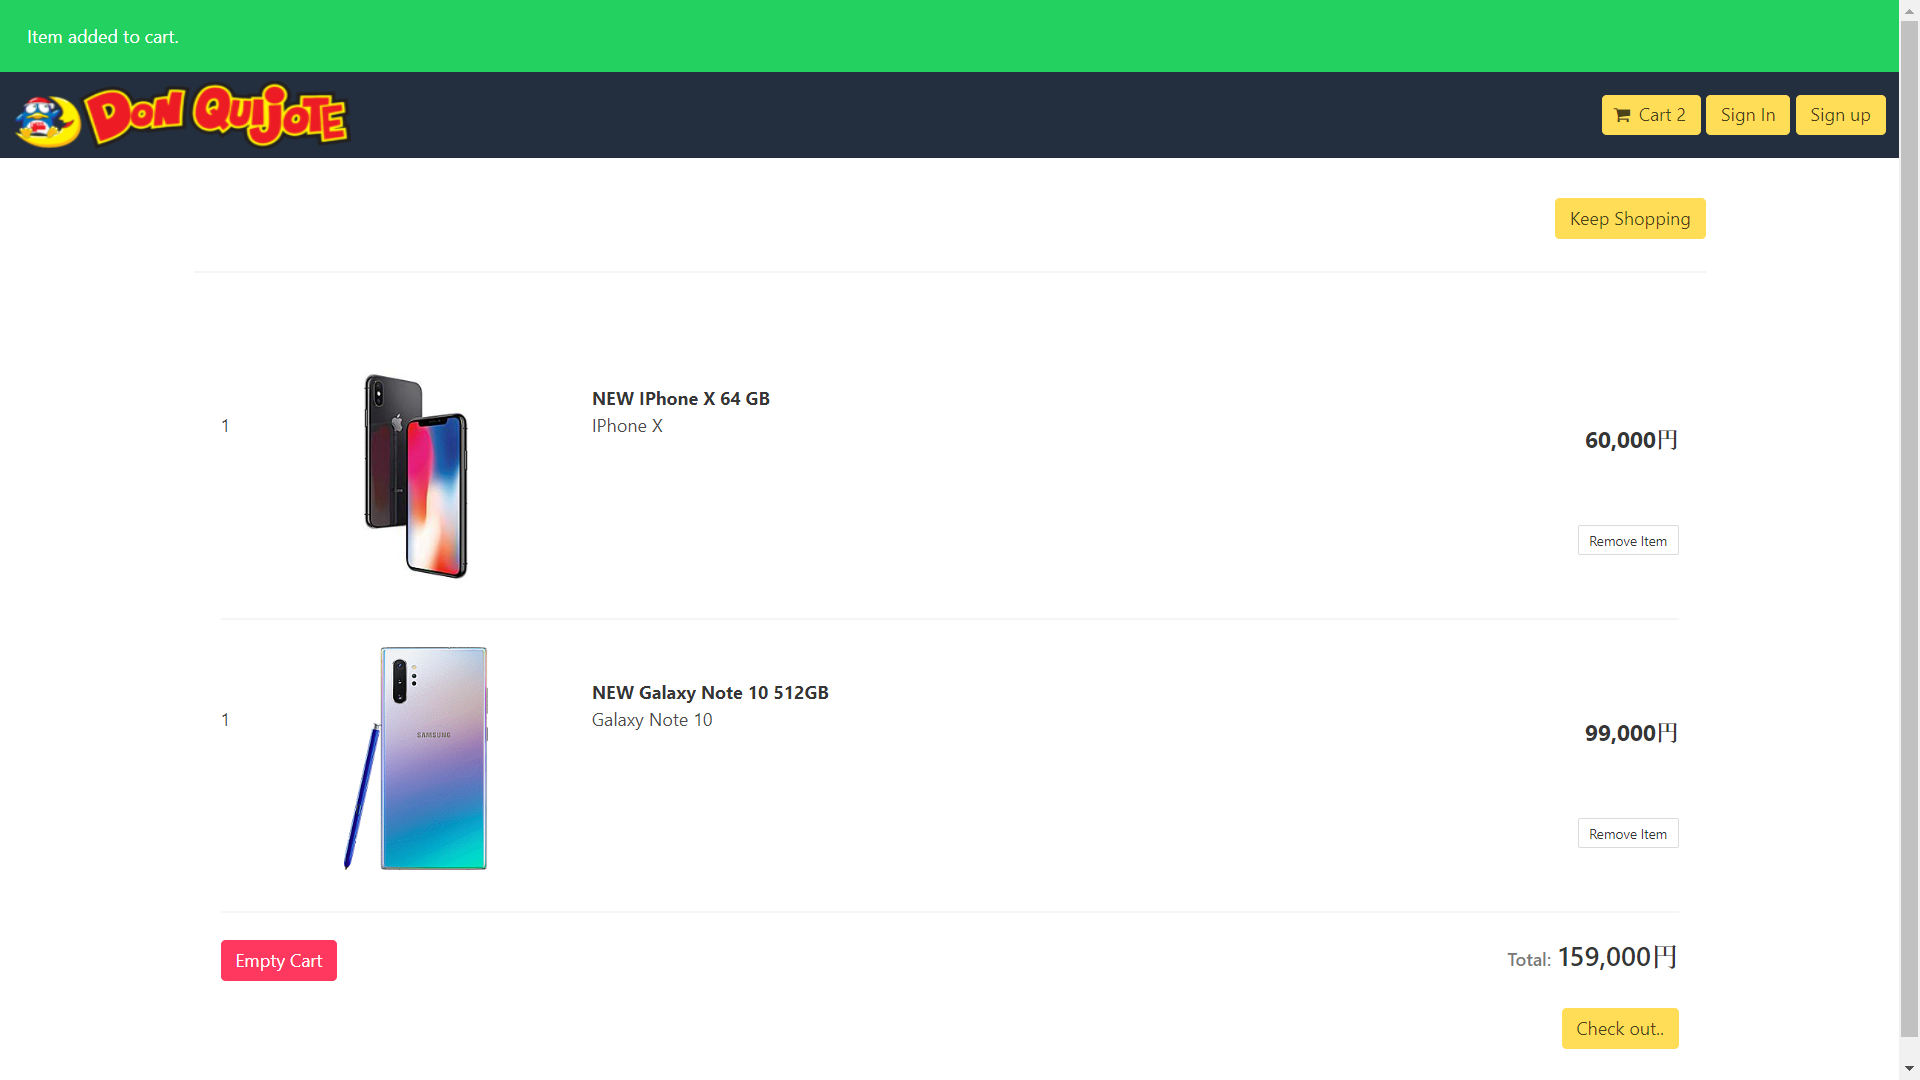 Item added to cart.
DON QUIJOTE
Cart 2
Sign In
Sign up
Keep Shopping
1
NEW IPhone X 64 GB
IPhone X
60,000円
Remove Item
1
SAMSUNG
NEW Galaxy Note 10 512GB
Galaxy Note 10
99,000円
Remove Item
Empty Cart
Total: 159,000円
Check out..